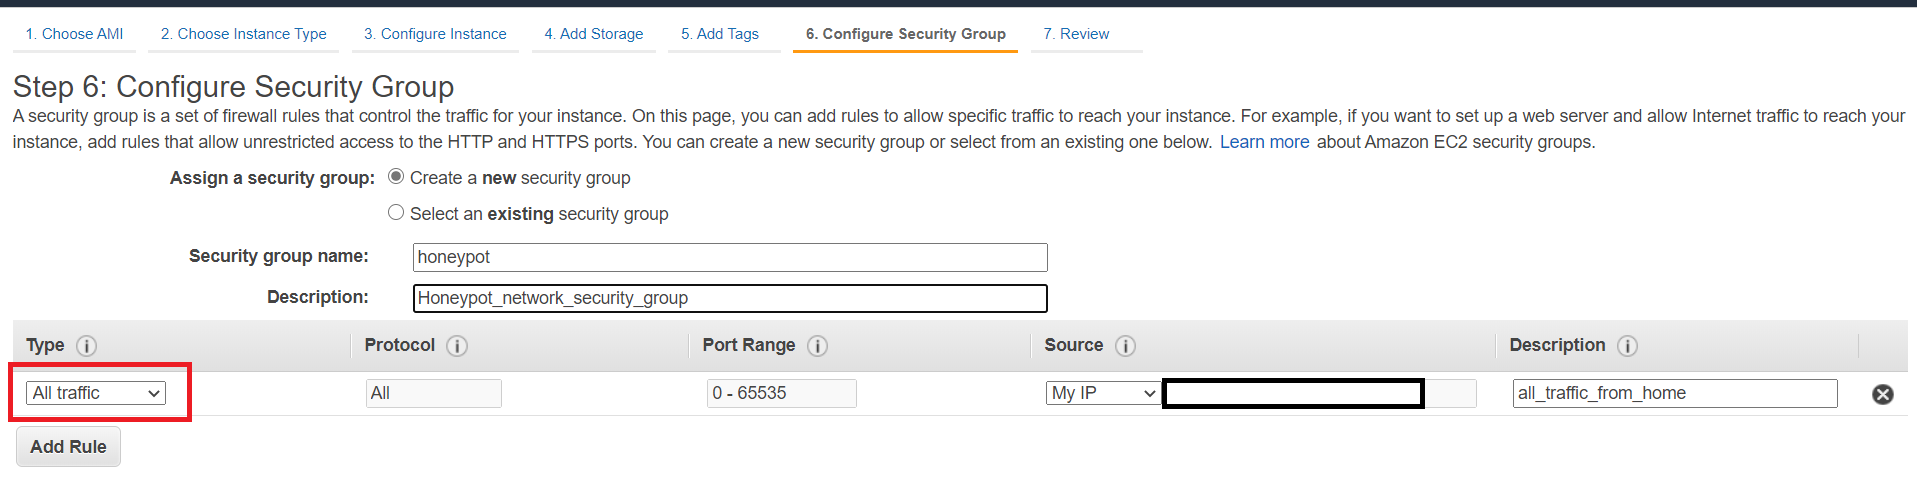 1. Choose AMI 2. Choose Instance Type 3. Configure Instance 4. Add Storage 5. Add Tags 6. Configure Security Group 7. Review
Step 6: Configure Security Group
A security group is a set of firewall rules that control the traffic for your instance. On this page, you can add rules to allow specific traffic to reach your instance. For example, if you want to set up a web server and allow Internet traffic to reach your
instance, add rules that allow unrestricted access to the HTTP and HTTPS ports. You can create a new security group or select from an existing one below. Learn more about Amazon EC2 security groups.
Assign a security group: Create a new security group
Select an existing security group
Security group name: honeypot
Description: Honeypot_network_security_group
Type i Protocol i Port Range i Source i Description i
All traffic All 0 - 65535 My IP all_traffic_from_home
Add Rule